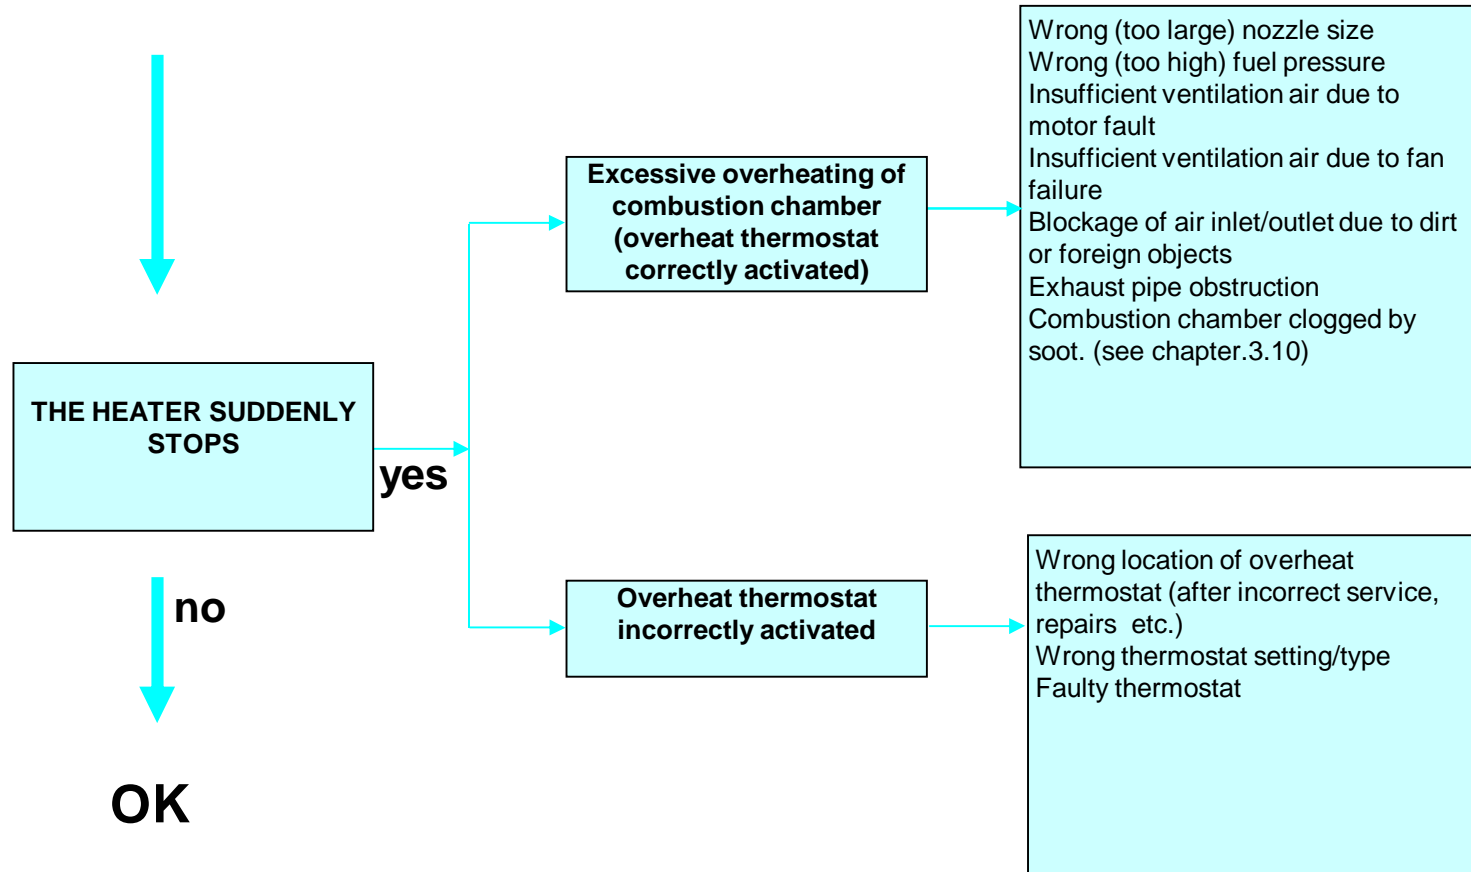 THE HEATER SUDDENLY
STOPS
yes
no
OK
Excessive overheating of
combustion chamber
(overheat thermostat
correctly activated)
Wrong (too large) nozzle size
Wrong (too high) fuel pressure
Insufficient ventilation air due to
motor fault
Insufficient ventilation air due to fan
failure
Blockage of air inlet/outlet due to dirt
or foreign objects
Exhaust pipe obstruction
Combustion chamber clogged by
soot. (see chapter.3.10)
Overheat thermostat
incorrectly activated
Wrong location of overheat
thermostat (after incorrect service,
repairs  etc.)
Wrong thermostat setting/type
Faulty thermostat